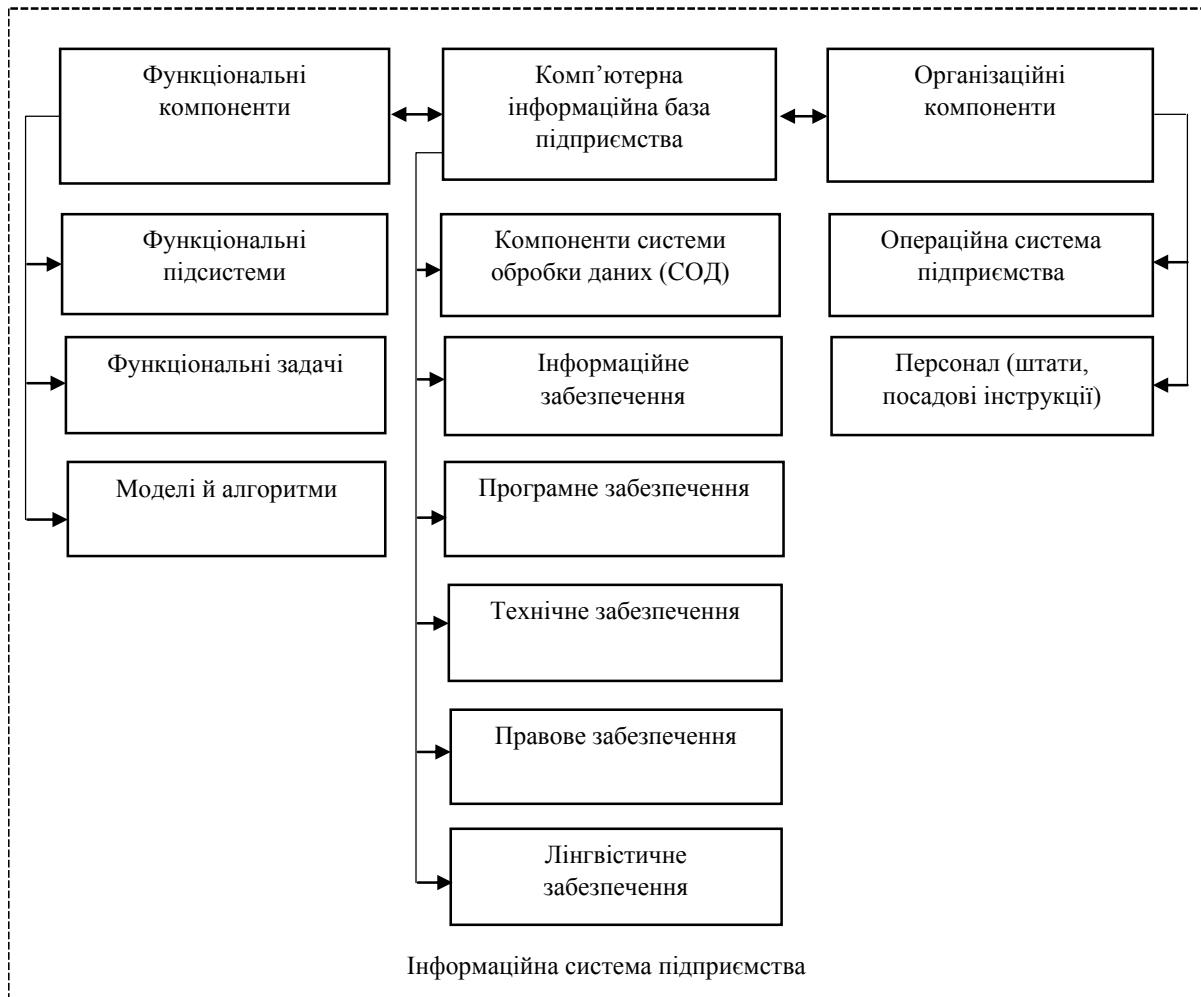 Функціональні
компоненти
Комп’ютерна
інформаційна база
підприємства
Організаційні
компоненти
Функціональні
підсистеми
Компоненти системи
обробки даних (СОД)
Операційна система
підприємства
Функціональні задачі
Інформаційне
забезпечення
Персонал (штати,
посадові інструкції)
Моделі й алгоритми
Програмне забезпечення
Технічне забезпечення
Правове забезпечення
Лінгвістичне
забезпечення
Інформаційна система підприємства